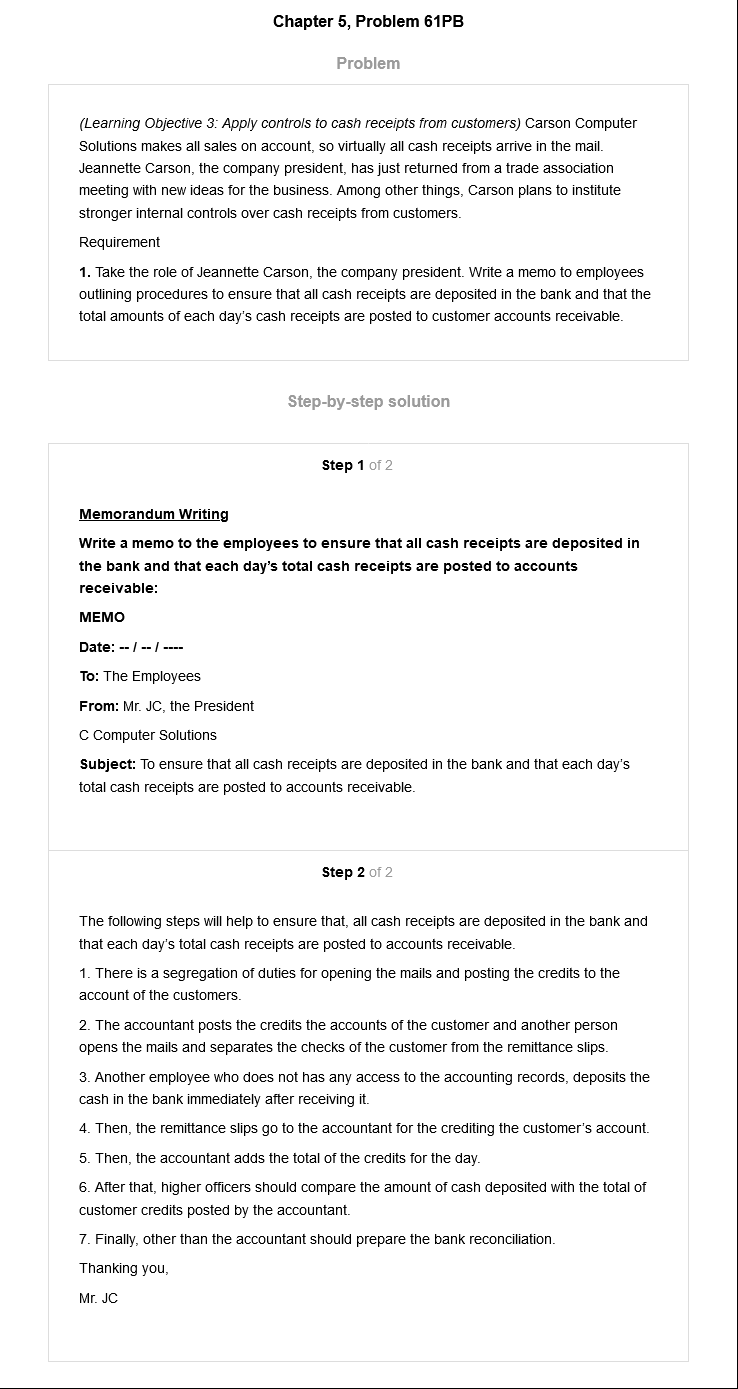 Chapter 5, Problem 61PB
Problem
(Learning Objective 3: Apply controls to cash receipts from customers) Carson Computer
Solutions makes all sales on account, so virtually all cash receipts arrive in the mail.
Jeannette Carson, the company president, has just returned from a trade association
meeting with new ideas for the business. Among other things, Carson plans to institute
stronger internal controls over cash receipts from customers.
Requirement
1. Take the role of Jeannette Carson, the company president. Write a memo to employees
outlining procedures to ensure that all cash receipts are deposited in the bank and that the
total amounts of each day’s cash receipts are posted to customer accounts receivable.
Step-by-step solution
Step 1 of 2
Memorandum Writing
Write a memo to the employees to ensure that all cash receipts are deposited in
the bank and that each day’s total cash receipts are posted to accounts
receivable:
MEMO
Date: -- / -- / ----
To: The Employees
From: Mr. JC, the President
C Computer Solutions
Subject: To ensure that all cash receipts are deposited in the bank and that each day’s
total cash receipts are posted to accounts receivable.
Step 2 of 2
The following steps will help to ensure that, all cash receipts are deposited in the bank and
that each day’s total cash receipts are posted to accounts receivable.
1. There is a segregation of duties for opening the mails and posting the credits to the
account of the customers.
2. The accountant posts the credits the accounts of the customer and another person
opens the mails and separates the checks of the customer from the remittance slips.
3. Another employee who does not has any access to the accounting records, deposits the
cash in the bank immediately after receiving it.
4. Then, the remittance slips go to the accountant for the crediting the customer’s account.
5. Then, the accountant adds the total of the credits for the day.
6. After that, higher officers should compare the amount of cash deposited with the total of
customer credits posted by the accountant.
7. Finally, other than the accountant should prepare the bank reconciliation.
Thanking you,
Mr. JC